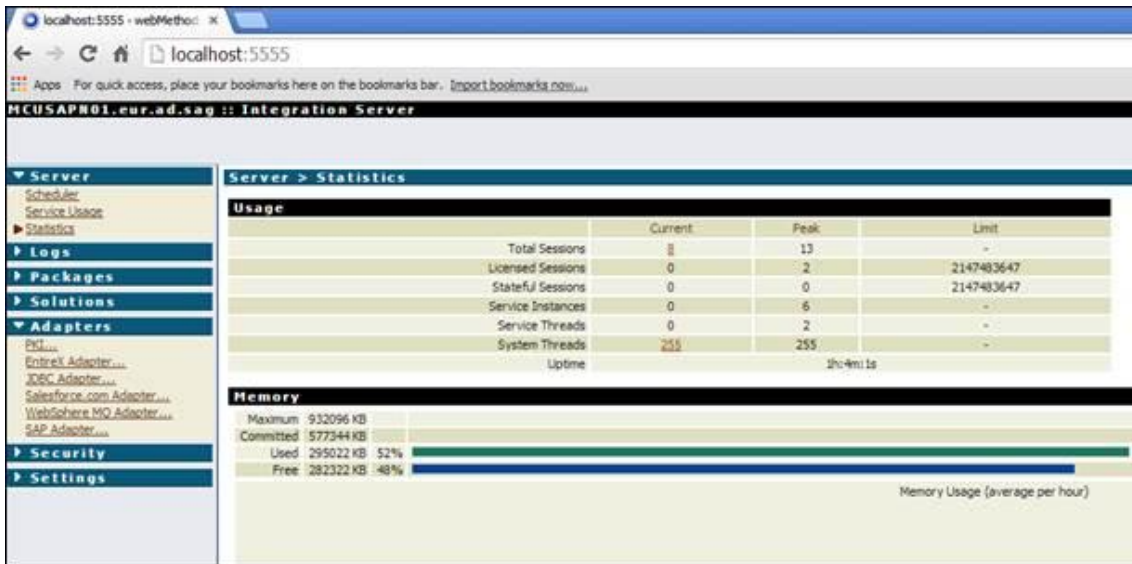 localhost:5555 - webMethod
localhost:5555
Apps For quick access, place your bookmarks here on the bookmarks bar. Import bookmarks now...
MCUSAPN01.eur.ad.sag :: Integration Server
Server
Scheduler
Service Usage
Statistics
Logs
Packages
Solutions
Adapters
PKI...
EntireX Adapter...
JDBC Adapter...
Salesforce.com Adapter...
WebSphere MQ Adapter...
SAP Adapter...
Security
Settings
Server > Statistics
Usage
Current Peak Limit
Total Sessions 8 13 -
Licensed Sessions 0 2 2147483647
Stateful Sessions 0 0 2147483647
Service Instances 0 6 -
Service Threads 0 2 -
System Threads 255 255 -
Uptime 1h:4m:1s
Memory
Maximum 932096 KB
Committed 577344 KB
Used 295022 KB 52%
Free 282322 KB 48%
Memory Usage (average per hour)